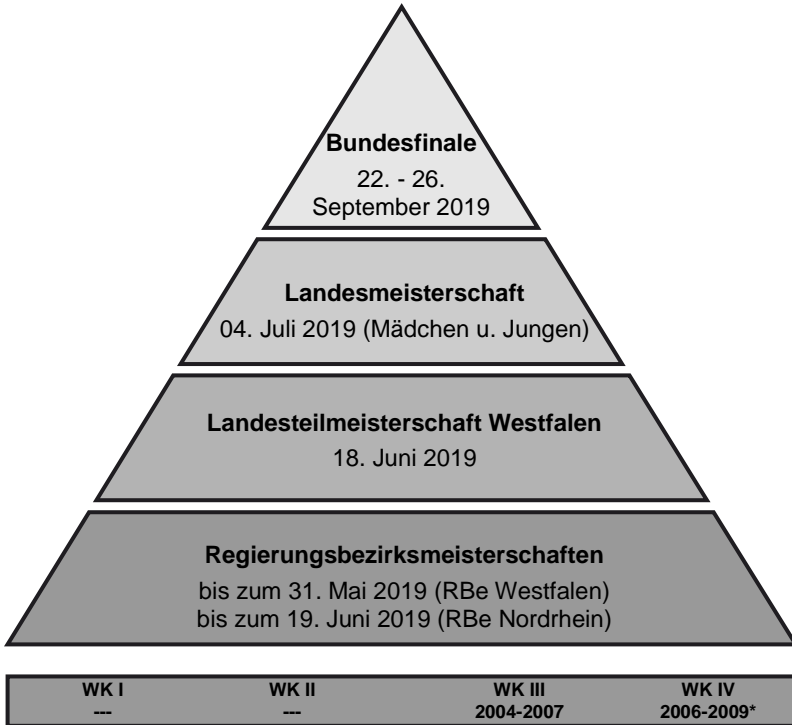 Bundesfinale
22. - 26.
September 2019
Landesmeisterschaft
04. Juli 2019 (Mädchen u. Jungen)
Landesteilmeisterschaft Westfalen
18. Juni 2019
Regierungsbezirksmeisterschaften
bis zum 31. Mai 2019 (RBe Westfalen)
bis zum 19. Juni 2019 (RBe Nordrhein)
WK I WK II WK III WK IV
--- --- 2004-2007 2006-2009*